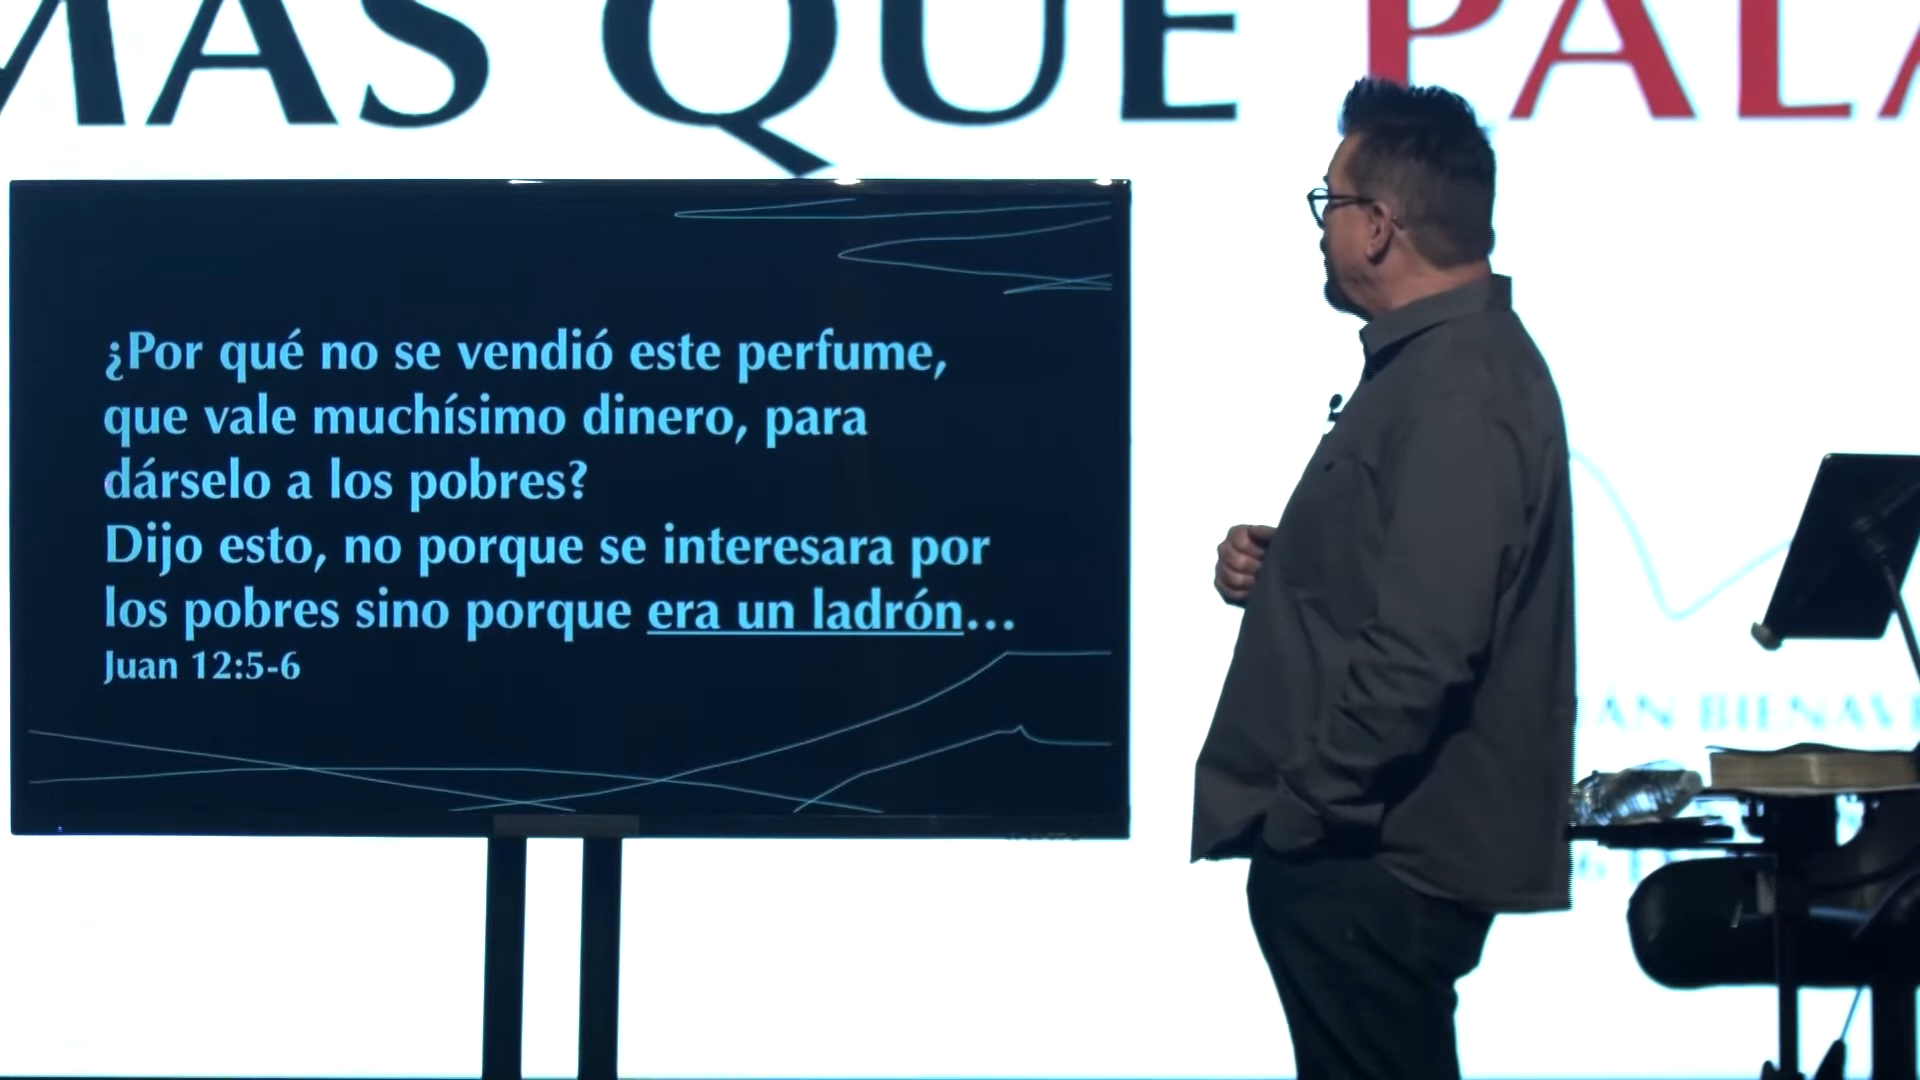 MAS QUE
¿Por qué no se vendió este perfume,
que vale muchísimo dinero, para
dárselo a los pobres?
Dijo esto, no porque se interesara por
los pobres sino porque era un ladrón...
Juan 12:5-6